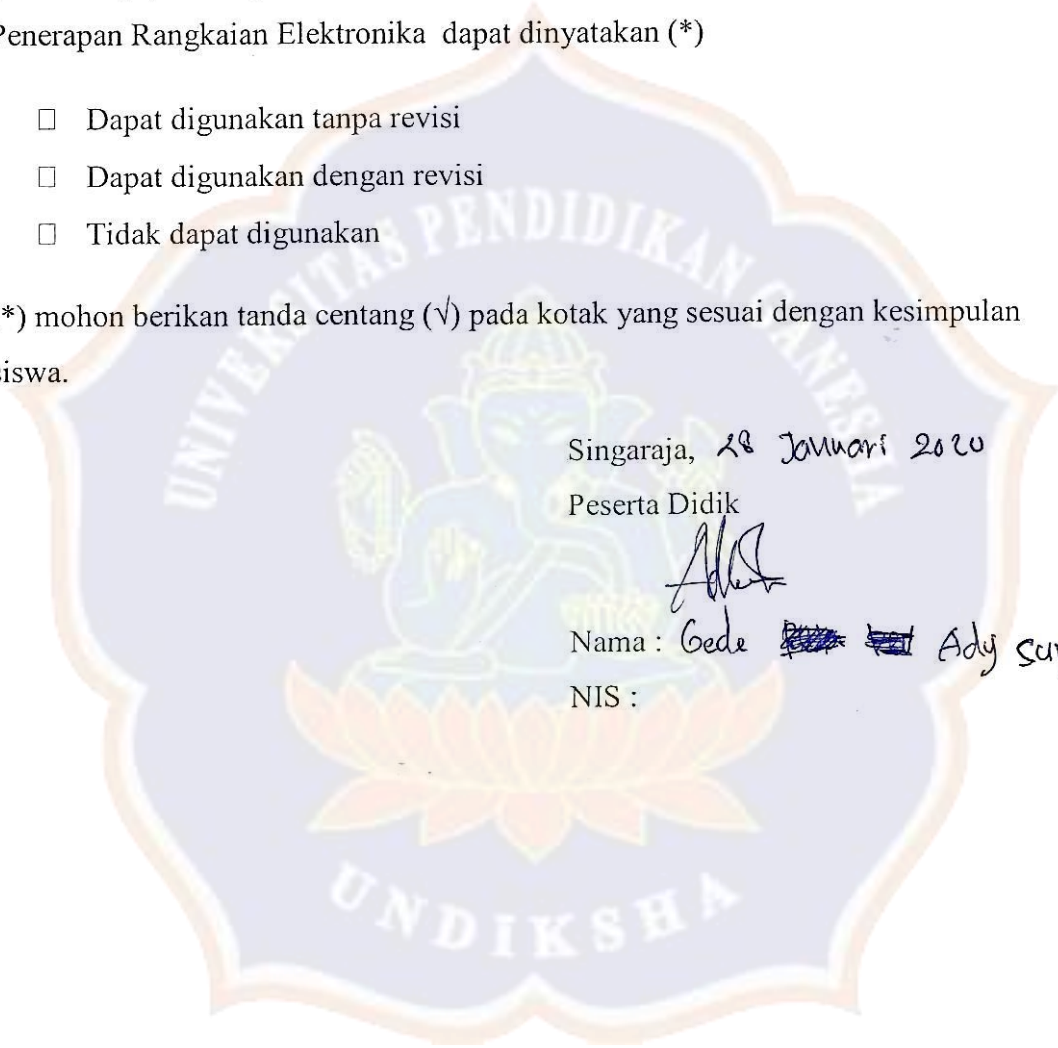 Penerapan Rangkaian Elektronika dapat dinyatakan (*)
□ Dapat digunakan tanpa revisi
□ Dapat digunakan dengan revisi
□ Tidak dapat digunakan
*) mohon berikan tanda centang (√) pada kotak yang sesuai dengan kesimpulan
siswa.
Singaraja, 28 Januari 2020
Peserta Didik
Nama : Gede Ady
NIS :
UNIVERSITAS PENDIDIKAN GANESHA
UNDIKSHA